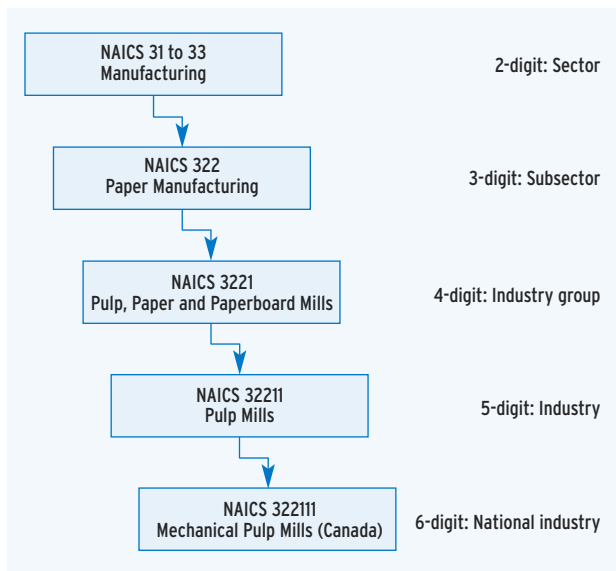 NAICS 31 to 33
Manufacturing
2-digit: Sector
NAICS 322
Paper Manufacturing
3-digit: Subsector
NAICS 3221
Pulp, Paper and Paperboard Mills
4-digit: Industry group
NAICS 32211
Pulp Mills
5-digit: Industry
NAICS 322111
Mechanical Pulp Mills (Canada)
6-digit: National industry